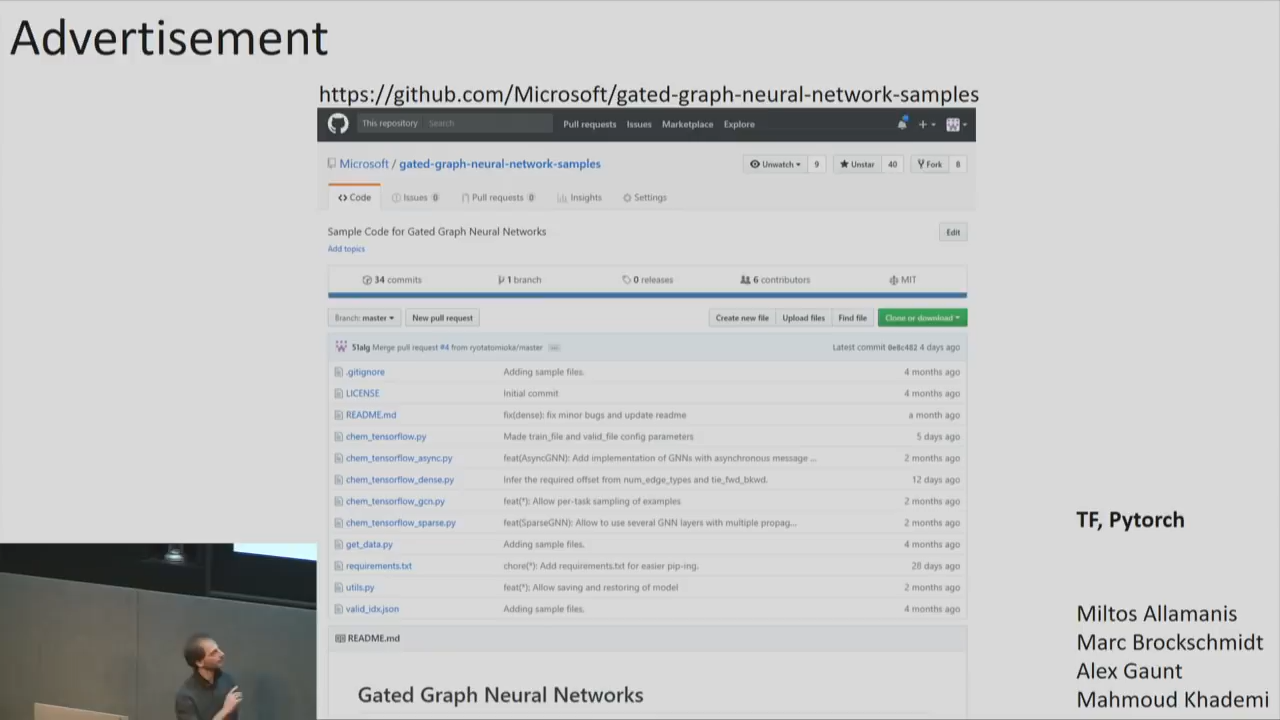 Advertisement
https://github.com/Microsoft/gated-graph-neural-network-samples
This repository Search Pull requests Issues Marketplace Explore
Microsoft / gated-graph-neural-network-samples Unwatch 9 Unstar 40 Fork 8
Code Issues 0 Pull requests 0 Insights Settings
Sample Code for Gated Graph Neural Networks Edit
Add topics
34 commits 1 branch 0 releases 6 contributors MIT
Branch: master New pull request Create new file Upload files Find file Clone or download
51alg Merge pull request #4 from ryotatomioka/master ... Latest commit 0e8c482 4 days ago
.gitignore Adding sample files. 4 months ago
LICENSE Initial commit 4 months ago
README.md fix(dense): fix minor bugs and update readme a month ago
chem_tensorflow.py Made train_file and valid_file config parameters 5 days ago
chem_tensorflow_async.py feat(AsyncGNN): Add implementation of GNNs with asynchronous message ... 2 months ago
chem_tensorflow_dense.py Infer the required offset from num_edge_types and tie_fwd_bkwd. 12 days ago
chem_tensorflow_gcn.py feat(*): Allow per-task sampling of examples 2 months ago
chem_tensorflow_sparse.py feat(SparseGNN): Allow to use several GNN layers with multiple propag... 2 months ago
get_data.py Adding sample files. 4 months ago
requirements.txt chore(*): Add requirements.txt for easier pip-ing. 28 days ago
utils.py feat(*): Allow saving and restoring of model 2 months ago
valid_idx.json Adding sample files. 4 months ago
README.md
Gated Graph Neural Networks
TF, Pytorch
Miltos Allamanis
Marc Brockschmidt
Alex Gaunt
Mahmoud Khademi